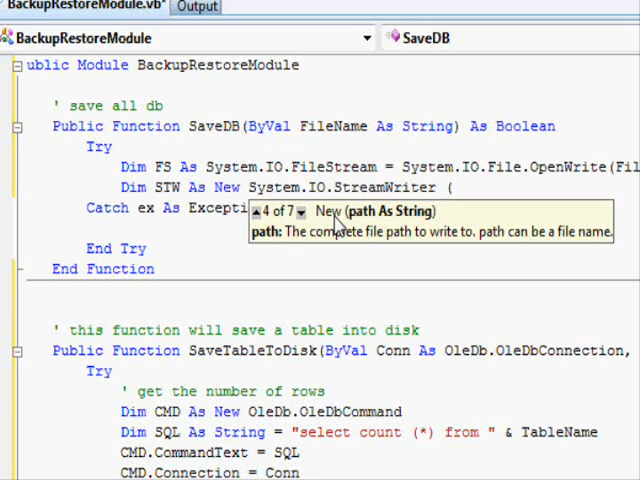 BackupRestoreModule.vb* Output
BackupRestoreModule SaveDB
ublic Module BackupRestoreModule
' save all db
Public Function SaveDB(ByVal FileName As String) As Boolean
Try
Dim FS As System.IO.FileStream = System.IO.File.OpenWrite(Fil
Dim STW As New System.IO.StreamWriter (
Catch ex As Excepti
4 of 7 New (path As String)
path: The complete file path to write to. path can be a file name.
End Try
End Function
' this function will save a table into disk
Public Function SaveTableToDisk(ByVal Conn As OleDb.OleDbConnection,
Try
' get the number of rows
Dim CMD As New OleDb.OleDbCommand
Dim SQL As String = "select count (*) from " & TableName
CMD.CommandText = SQL
CMD.Connection = Conn